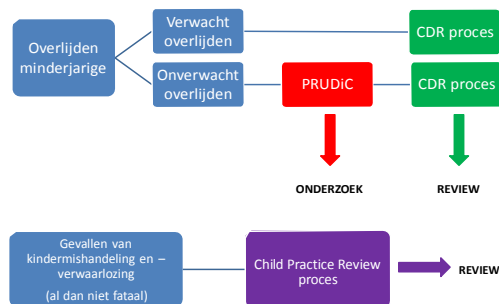 Overlijden
minderjarige
Verwacht
overlijden
CDR proces
Onverwacht
overlijden
PRUDiC
CDR proces
ONDERZOEK
REVIEW
Gevallen van
kindermishandeling en –
verwaarlozing
(al dan niet fataal)
Child Practice Review
proces
REVIEW